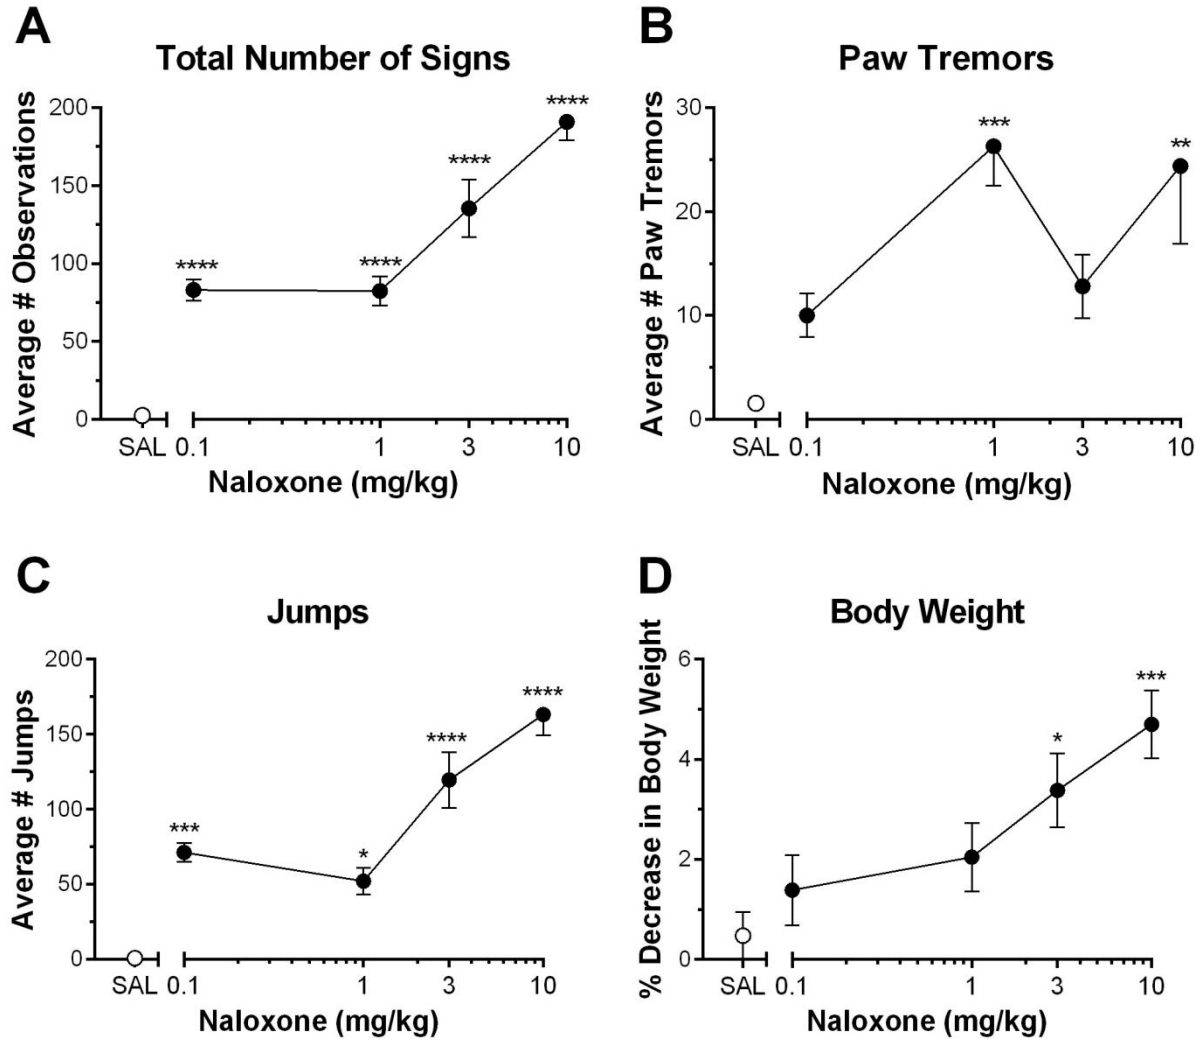 A
Total Number of Signs
Average # Observations
200
150
100
50
0
****
****
****
****
SAL 0.1 1 3 10
Naloxone (mg/kg)
B
Paw Tremors
Average # Paw Tremors
30
20
10
0
***
**
SAL 0.1 1 3 10
Naloxone (mg/kg)
C
Jumps
Average # Jumps
200
150
100
50
0
***
*
****
****
SAL 0.1 1 3 10
Naloxone (mg/kg)
D
Body Weight
% Decrease in Body Weight
6
4
2
0
*
***
SAL 0.1 1 3 10
Naloxone (mg/kg)